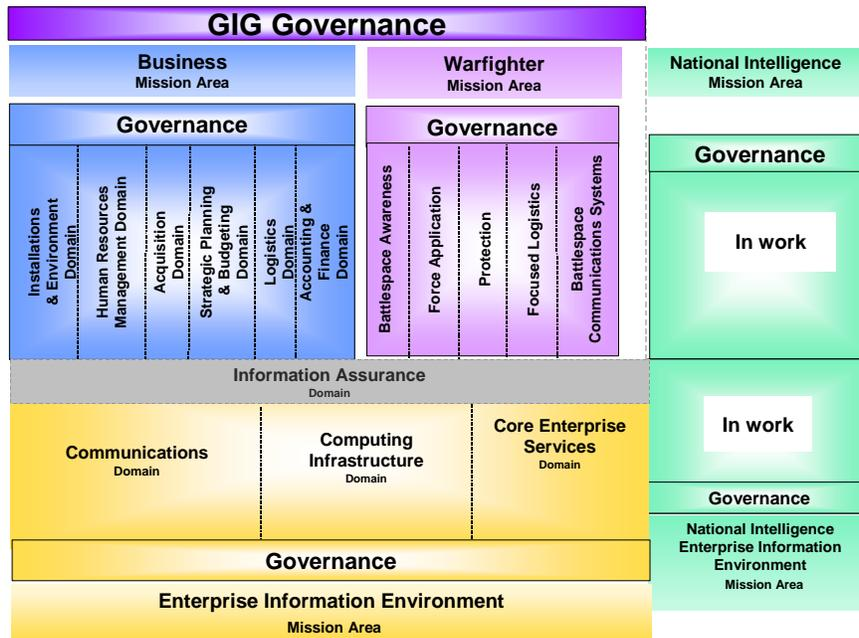 GIG Governance
Business
Mission Area
Warfighter
Mission Area
National Intelligence
Mission Area
Governance
Governance
Governance
Installations
& Environment
Domain
Human Resources
Management Domain
Acquisition
Domain
Strategic Planning
& Budgeting
Domain
Logistics
Domain
Accounting &
Finance
Domain
Battlespace Awareness
Force Application
Protection
Focused Logistics
Battlespace
Communications Systems
In work
Information Assurance
Domain
Communications
Domain
Computing
Infrastructure
Domain
Core Enterprise
Services
Domain
In work
Governance
Governance
National Intelligence
Enterprise Information
Environment
Mission Area
Enterprise Information Environment
Mission Area